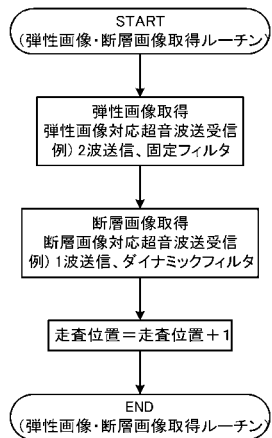 START
(弾性画像・断層画像取得ルーチン)
弾性画像取得
弾性画像対応超音波送受信
例) 2波送信、固定フィルタ
断層画像取得
断層画像対応超音波送受信
例) 1波送信、ダイナミックフィルタ
走査位置=走査位置+1
END
(弾性画像・断層画像取得ルーチン)